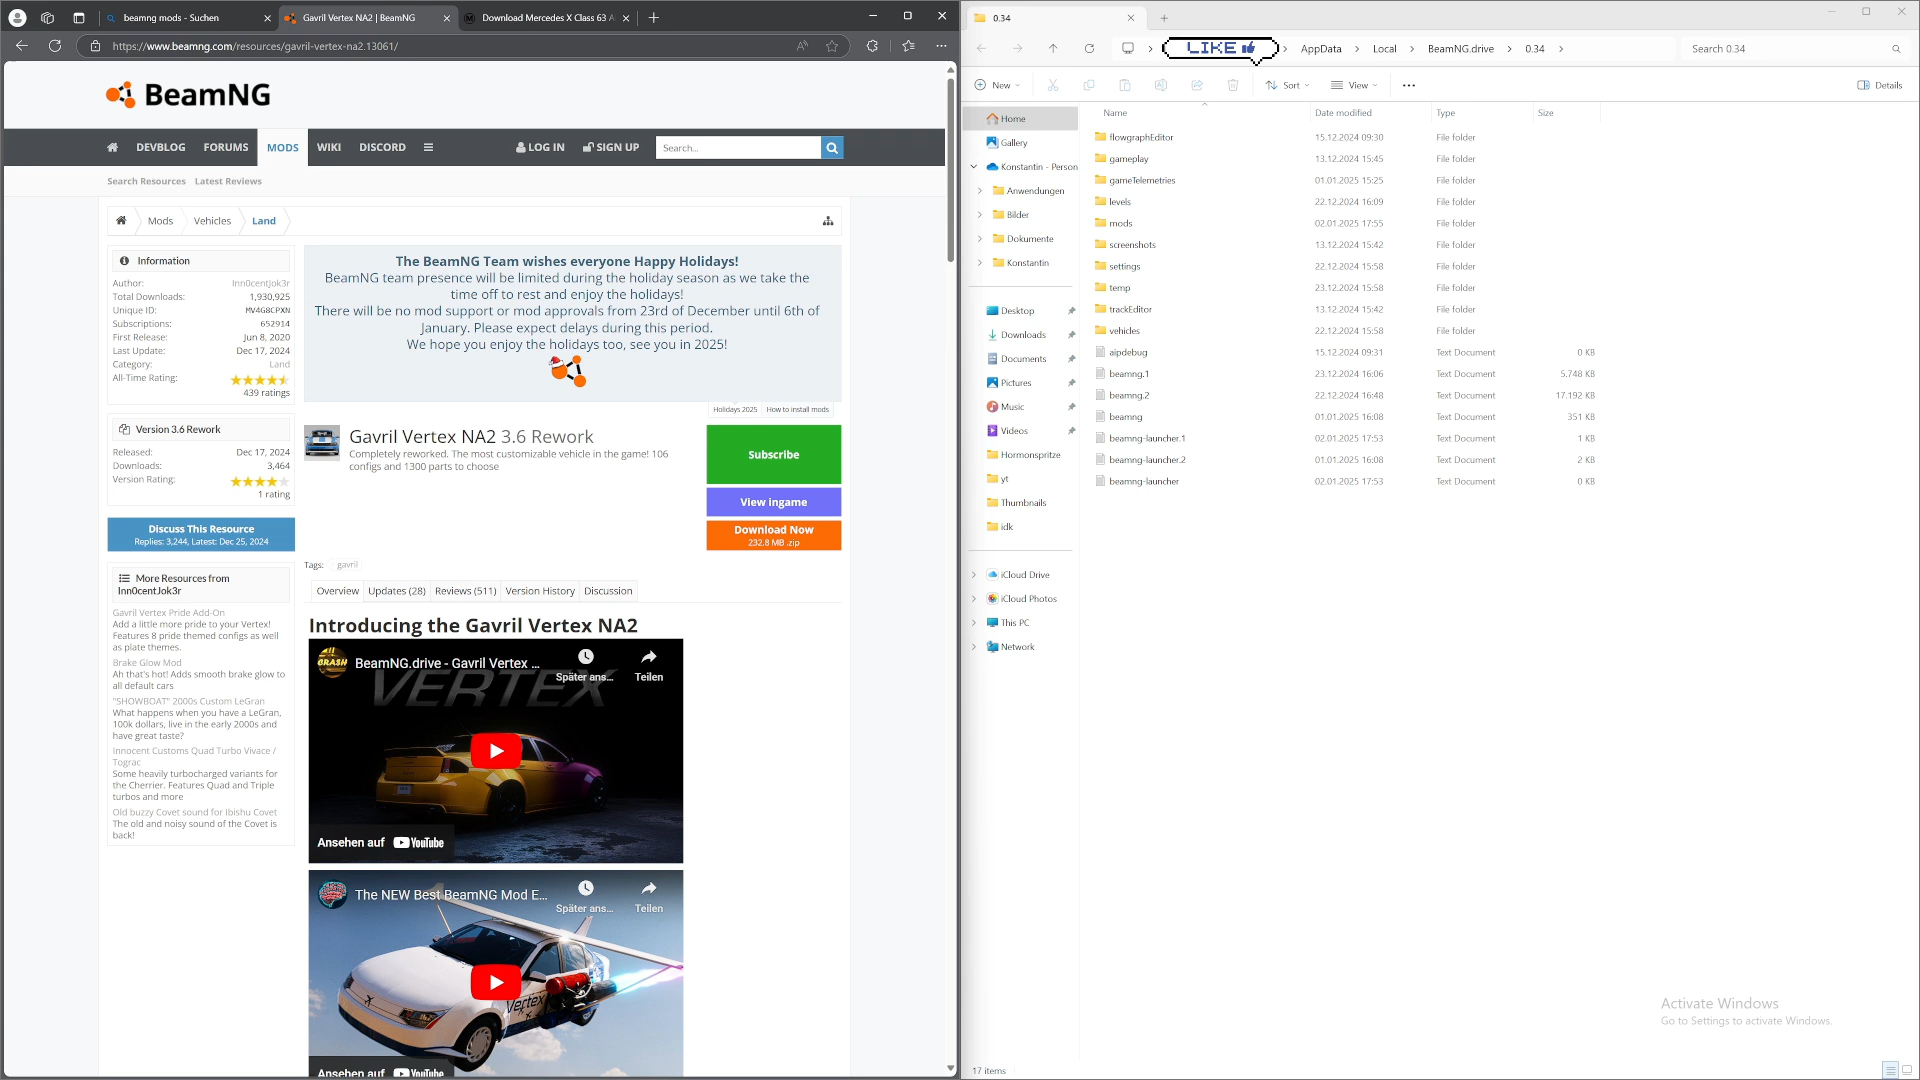 beamng mods - Suchen
Gavril Vertex NA2 | BeamNG
Download Mercedes X Class 63 A
https://www.beamng.com/resources/gavril-vertex-na2.13061/
BeamNG
DEVBLOG
FORUMS
MODS
WIKI
DISCORD
LOG IN
SIGN UP
Search...
Search Resources
Latest Reviews
Mods
Vehicles
Land
Information
Author: Inn0centJok3r
Total Downloads: 1,930,925
Unique ID: MV4G8CPXN
Subscriptions: 652914
First Release: Jun 8, 2020
Last Update: Dec 17, 2024
Category: Land
All-Time Rating:
439 ratings
Version 3.6 Rework
Released: Dec 17, 2024
Downloads: 3,464
Version Rating:
1 rating
Discuss This Resource
Replies: 3,244, Latest: Dec 25, 2024
More Resources from
Inn0centJok3r
Gavril Vertex Pride Add-On
Add a little more pride to your Vertex!
Features 8 pride themed configs as well
as plate themes.
Brake Glow Mod
Ah that's hot! Adds smooth brake glow to
all default cars
"SHOWBOAT" 2000s Custom LeGran
What happens when you have a LeGran,
100k dollars, live in the early 2000s and
have great taste?
Innocent Customs Quad Turbo Vivace /
Tograc
Some heavily turbocharged variants for
the Cherrier. Features Quad and Triple
turbos and more
Old buzzy Covet sound for Ibishu Covet
The old and noisy sound of the Covet is
back!
The BeamNG Team wishes everyone Happy Holidays!
BeamNG team presence will be limited during the holiday season as we take the
time off to rest and enjoy the holidays!
There will be no mod support or mod approvals from 23rd of December until 6th of
January. Please expect delays during this period.
We hope you enjoy the holidays too, see you in 2025!
Holidays 2025
How to install mods
Gavril Vertex NA2 3.6 Rework
Completely reworked. The most customizable vehicle in the game! 106
configs and 1300 parts to choose
Subscribe
View ingame
Download Now
232.8 MB .zip
Tags: gavril
Overview
Updates (28)
Reviews (511)
Version History
Discussion
Introducing the Gavril Vertex NA2
CRASH
BeamNG.drive - Gavril Vertex ...
Später ans...
Teilen
VERTEX
Ansehen auf YouTube
The NEW Best BeamNG Mod E...
Später ans...
Teilen
Vertex
Ansehen auf YouTube
0.34
LIKE
AppData
Local
BeamNG.drive
0.34
Search 0.34
New
Sort
View
Details
Home
Gallery
Konstantin - Person
Anwendungen
Bilder
Dokumente
Konstantin
Desktop
Downloads
Documents
Pictures
Music
Videos
Hormonspritze
yt
Thumbnails
idk
iCloud Drive
iCloud Photos
This PC
Network
Name Date modified Type Size
flowgraphEditor 15.12.2024 09:30 File folder
gameplay 13.12.2024 15:45 File folder
gameTelemetries 01.01.2025 15:25 File folder
levels 22.12.2024 16:09 File folder
mods 02.01.2025 17:55 File folder
screenshots 13.12.2024 15:42 File folder
settings 22.12.2024 15:58 File folder
temp 23.12.2024 15:58 File folder
trackEditor 13.12.2024 15:42 File folder
vehicles 22.12.2024 15:58 File folder
aipdebug 15.12.2024 09:31 Text Document 0 KB
beamng.1 23.12.2024 16:06 Text Document 5.748 KB
beamng.2 22.12.2024 16:48 Text Document 17.192 KB
beamng 01.01.2025 16:08 Text Document 351 KB
beamng-launcher.1 02.01.2025 17:53 Text Document 1 KB
beamng-launcher.2 01.01.2025 16:08 Text Document 2 KB
beamng-launcher 02.01.2025 17:53 Text Document 0 KB
Activate Windows
Go to Settings to activate Windows.
17 items